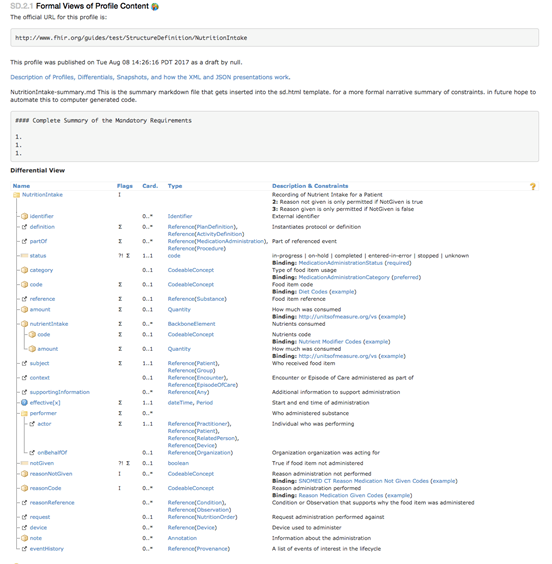 SD.2.1 Formal Views of Profile Content
The official URL for this profile is:
http://www.fhir.org/guides/test/StructureDefinition/NutritionIntake
This profile was published on Tue Aug 08 14:26:16 PDT 2017 as a draft by null.
Description of Profiles, Differentials, Snapshots, and how the XML and JSON presentations work.
NutritionIntake-summary.md This is the summary markdown file that gets inserted into the sd.html template. for a more formal narrative summary of constraints. in future hope to
automate this to computer generated code.
#### Complete Summary of the Mandatory Requirements
1.
1.
1.
Differential View
Name Flags Card. Type Description & Constraints ?
NutritionIntake I Recording of Nutrient Intake for a Patient
2: Reason not given is only permitted if NotGiven is true
3: Reason given is only permitted if NotGiven is false
identifier 0..* Identifier External identifier
definition Σ 0..* Reference(PlanDefinition), Instantiates protocol or definition
Reference(ActivityDefinition)
partOf Σ 0..* Reference(MedicationAdministration), Part of referenced event
Reference(Procedure)
status ?! Σ 1..1 code in-progress | on-hold | completed | entered-in-error | stopped | unknown
Binding: MedicationAdministrationStatus (required)
category 0..1 CodeableConcept Type of food item usage
Binding: MedicationAdministrationCategory (preferred)
code Σ 0..1 CodeableConcept Food item code
Binding: Diet Codes (example)
reference Σ 0..1 Reference(Substance) Food item reference
amount Σ 0..1 Quantity How much was consumed
Binding: http://unitsofmeasure.org/vs (example)
nutrientIntake Σ 0..* BackboneElement Nutrients consumed
code Σ 0..1 CodeableConcept Nutrients code
Binding: Nutrient Modifier Codes (example)
amount Σ 0..1 Quantity How much was consumed
Binding: http://unitsofmeasure.org/vs (example)
subject Σ 1..1 Reference(Patient), Who received food item
Reference(Group)
context 0..1 Reference(Encounter), Encounter or Episode of Care administered as part of
Reference(EpisodeOfCare)
supportingInformation 0..* Reference(Any) Additional information to support administration
effective[x] Σ 1..1 dateTime, Period Start and end time of administration
performer Σ 0..* Who administered substance
actor Σ 1..1 Reference(Practitioner), Individual who was performing
Reference(Patient),
Reference(RelatedPerson),
Reference(Device)
onBehalfOf 0..1 Reference(Organization) Organization organization was acting for
notGiven ?! Σ 0..1 boolean True if food item not administered
reasonNotGiven I 0..* CodeableConcept Reason administration not performed
Binding: SNOMED CT Reason Medication Not Given Codes (example)
reasonCode I 0..* CodeableConcept Reason administration performed
Binding: Reason Medication Given Codes (example)
reasonReference 0..* Reference(Condition), Condition or Observation that supports why the food item was administered
Reference(Observation)
request 0..1 Reference(NutritionOrder) Request administration performed against
device 0..* Reference(Device) Device used to administer
note 0..* Annotation Information about the administration
eventHistory 0..* Reference(Provenance) A list of events of interest in the lifecycle